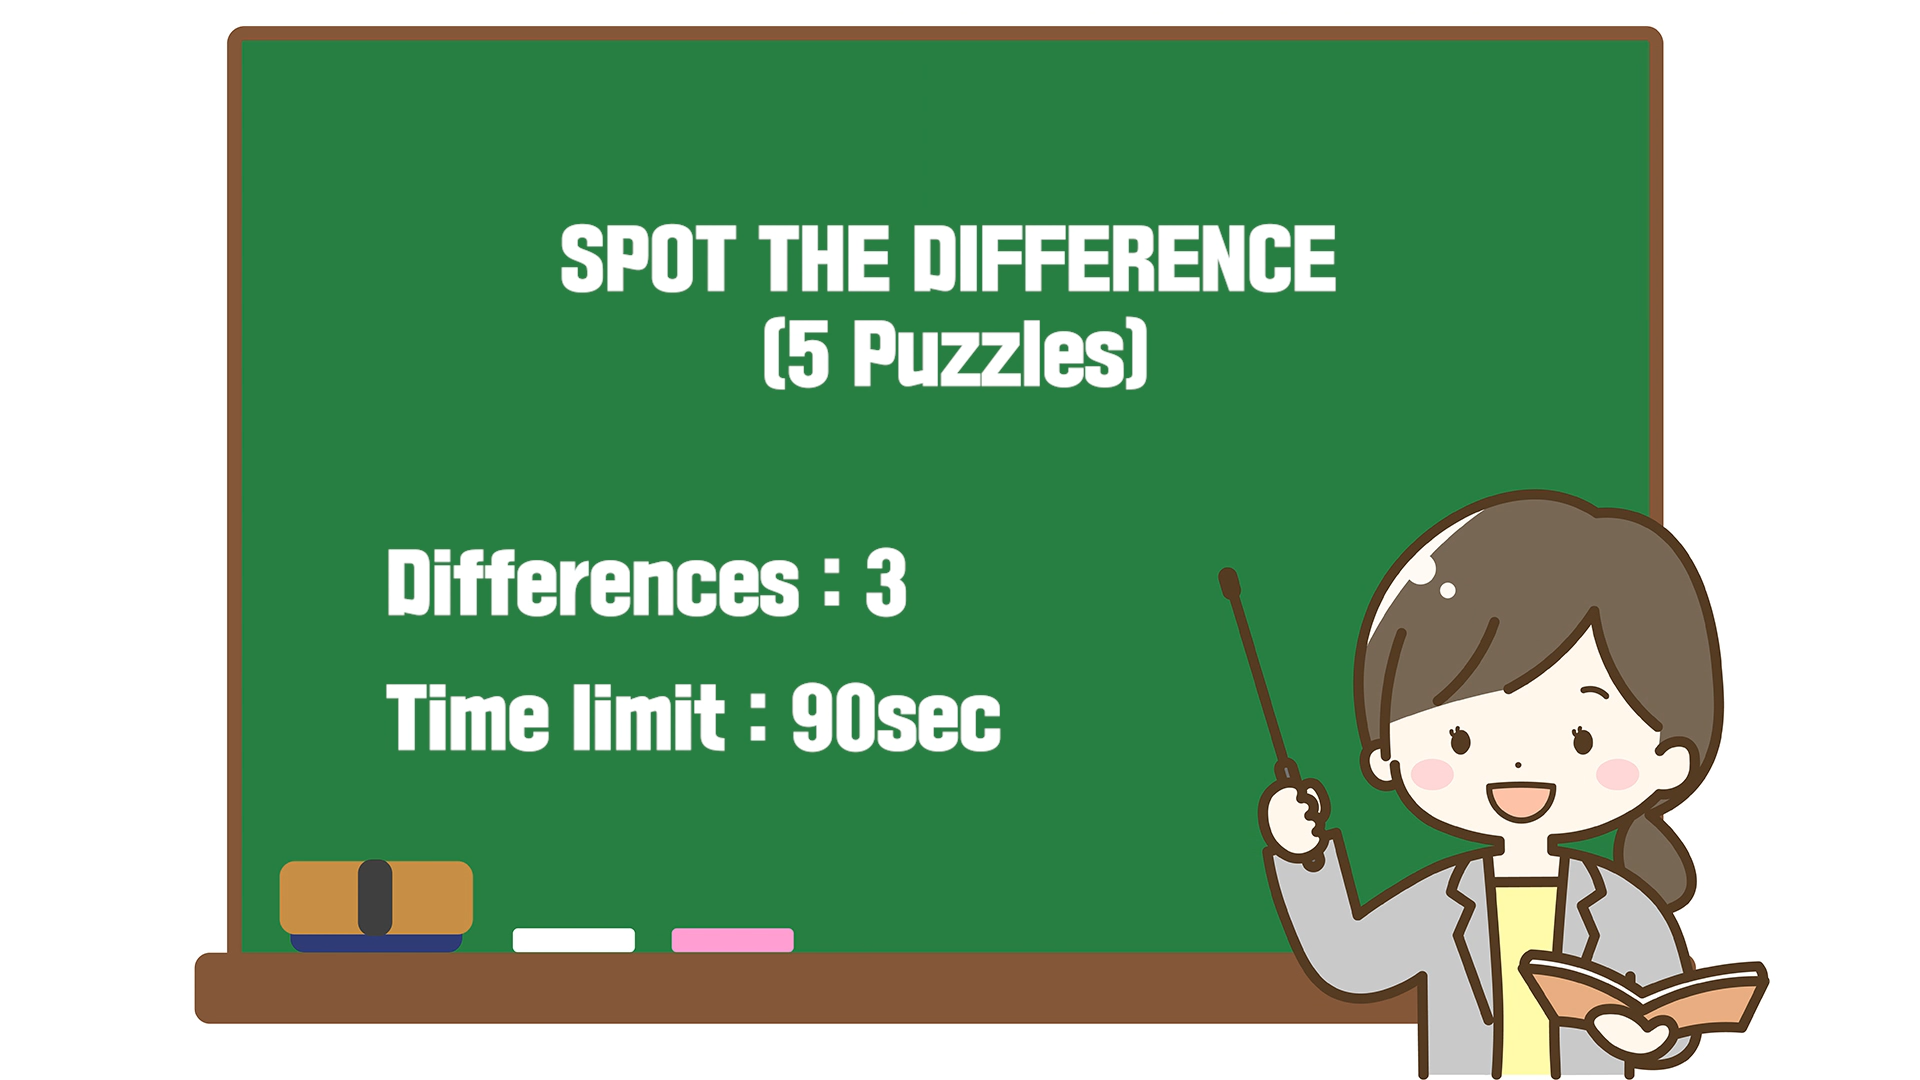 SPOT THE DIFFERENCE
(5 Puzzles)
Differences : 3
Time limit : 90sec